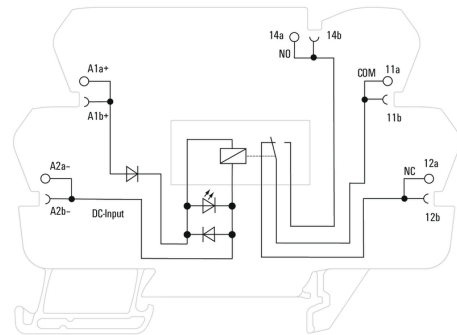 14a 14b
NO
A1a+
COM 11a
A1b+
11b
A2a–
NC 12a
A2b– DC-Input
12b